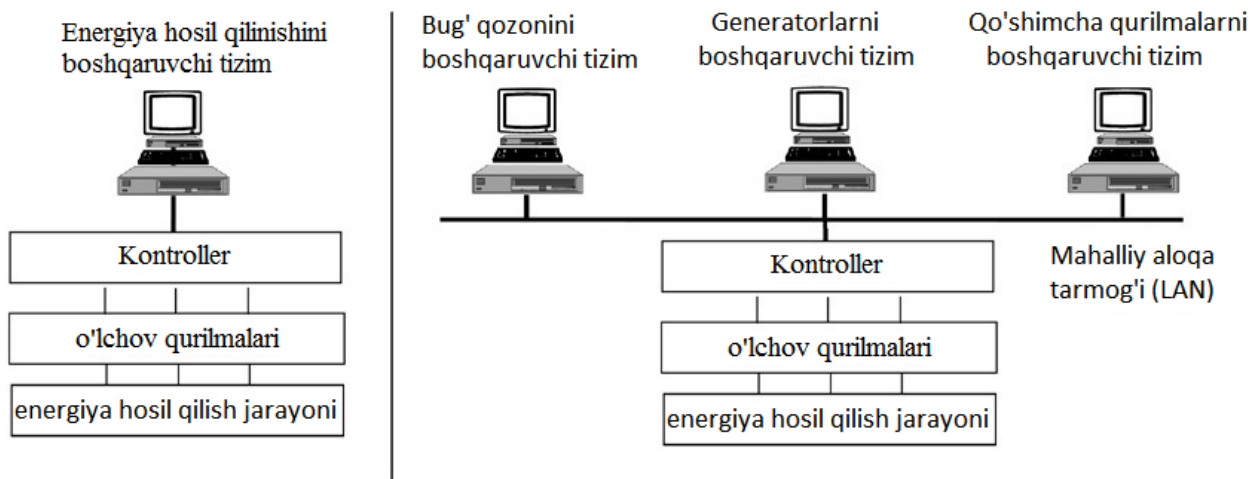 Energiya hosil qilinishini
boshqaruvchi tizim
Kontroller
o'lchov qurilmalari
energiya hosil qilish jarayoni
Bug' qozonini
boshqaruvchi tizim
Generatorlarni
boshqaruvchi tizim
Qo'shimcha qurilmalarni
boshqaruvchi tizim
Kontroller
o'lchov qurilmalari
energiya hosil qilish jarayoni
Mahalliy aloqa
tarmog'i (LAN)